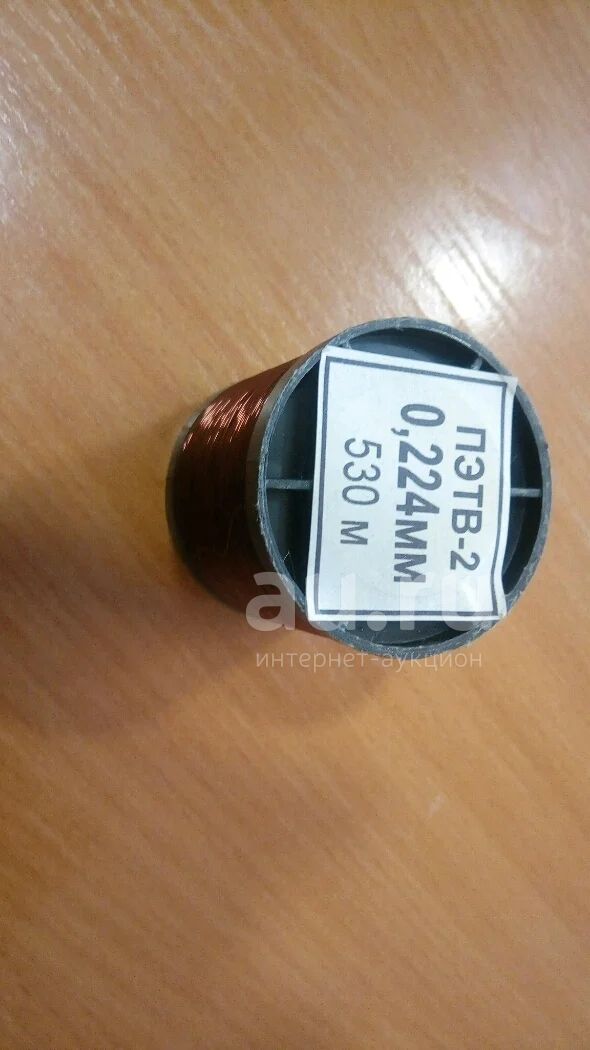 ПЭТВ-2
0,224мм
530 м
au.ru
интернет-аукцион